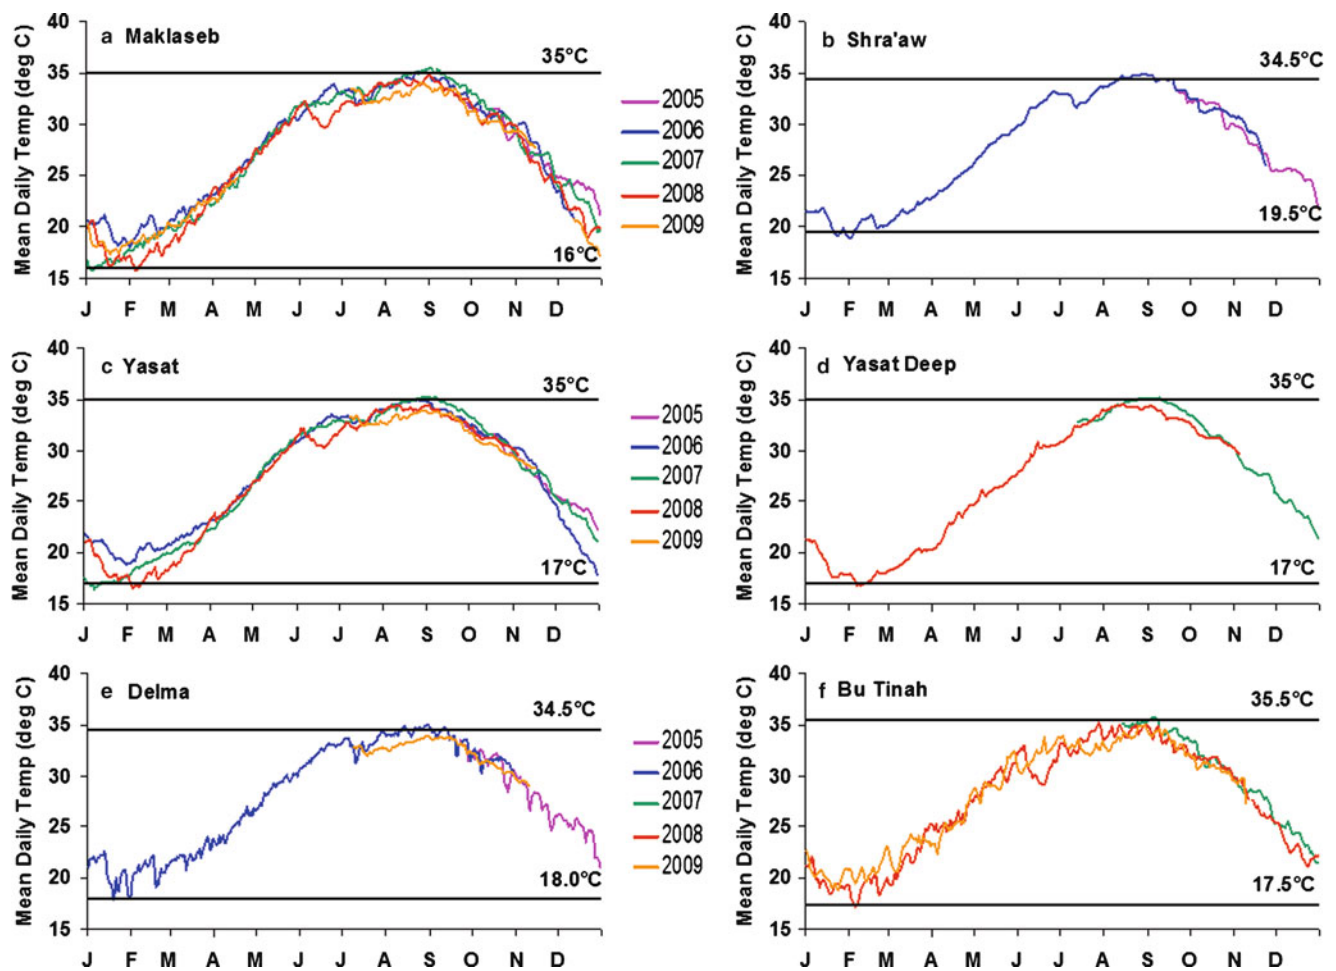 a Maklaseb
Mean Daily Temp (deg C)
40
35
30
25
20
15
35°C
16°C
J F M A M J J A S O N D
2005
2006
2007
2008
2009
b Shra'aw
Mean Daily Temp (deg C)
40
35
30
25
20
15
34.5°C
19.5°C
J F M A M J J A S O N D
c Yasat
Mean Daily Temp (deg C)
40
35
30
25
20
15
35°C
17°C
J F M A M J J A S O N D
2005
2006
2007
2008
2009
d Yasat Deep
Mean Daily Temp (deg C)
40
35
30
25
20
15
35°C
17°C
J F M A M J J A S O N D
e Delma
Mean Daily Temp (deg C)
40
35
30
25
20
15
34.5°C
18.0°C
J F M A M J J A S O N D
2005
2006
2007
2008
2009
f Bu Tinah
Mean Daily Temp (deg C)
40
35
30
25
20
15
35.5°C
17.5°C
J F M A M J J A S O N D